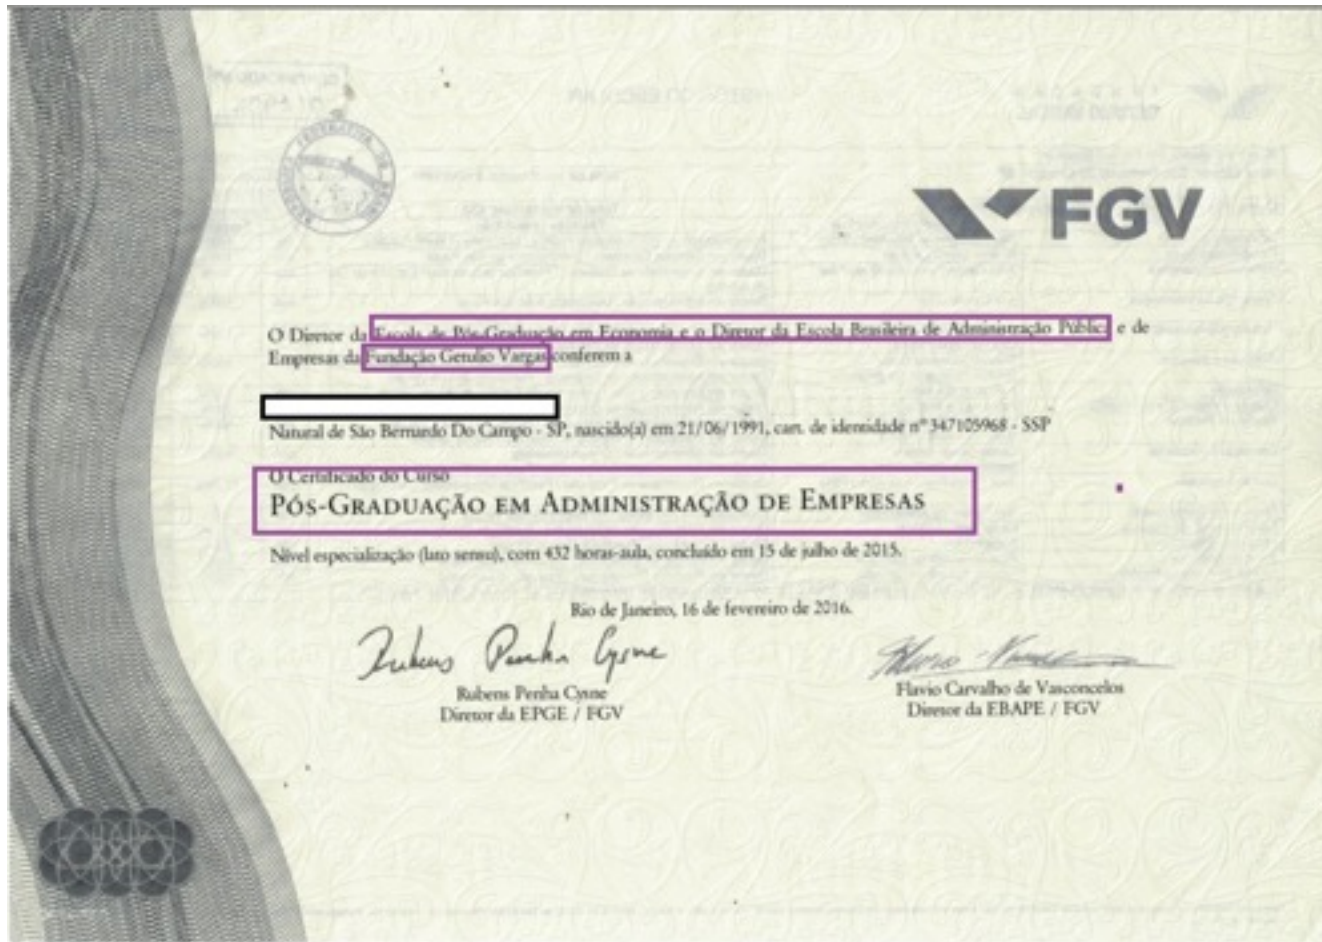 FGV
O Diretor da Escola de Pós-Graduação em Economia e o Diretor da Escola Brasileira de Administração Pública e de
Empresas da Fundação Getulio Vargas conferem a
Natural de São Bernardo Do Campo - SP, nascido(a) em 21/06/1991, cart. de identidade nº 347105968 - SSP
O Certificado do Curso
Pós-Graduação em Administração de Empresas
Nível especialização (lato sensu), com 432 horas-aula, concluído em 15 de julho de 2015.
Rio de Janeiro, 16 de fevereiro de 2016.
Rubens Penha Cysne
Rubens Penha Cysne
Diretor da EPGE / FGV
Flavio Carvalho de Vasconcelos
Diretor da EBAPE / FGV